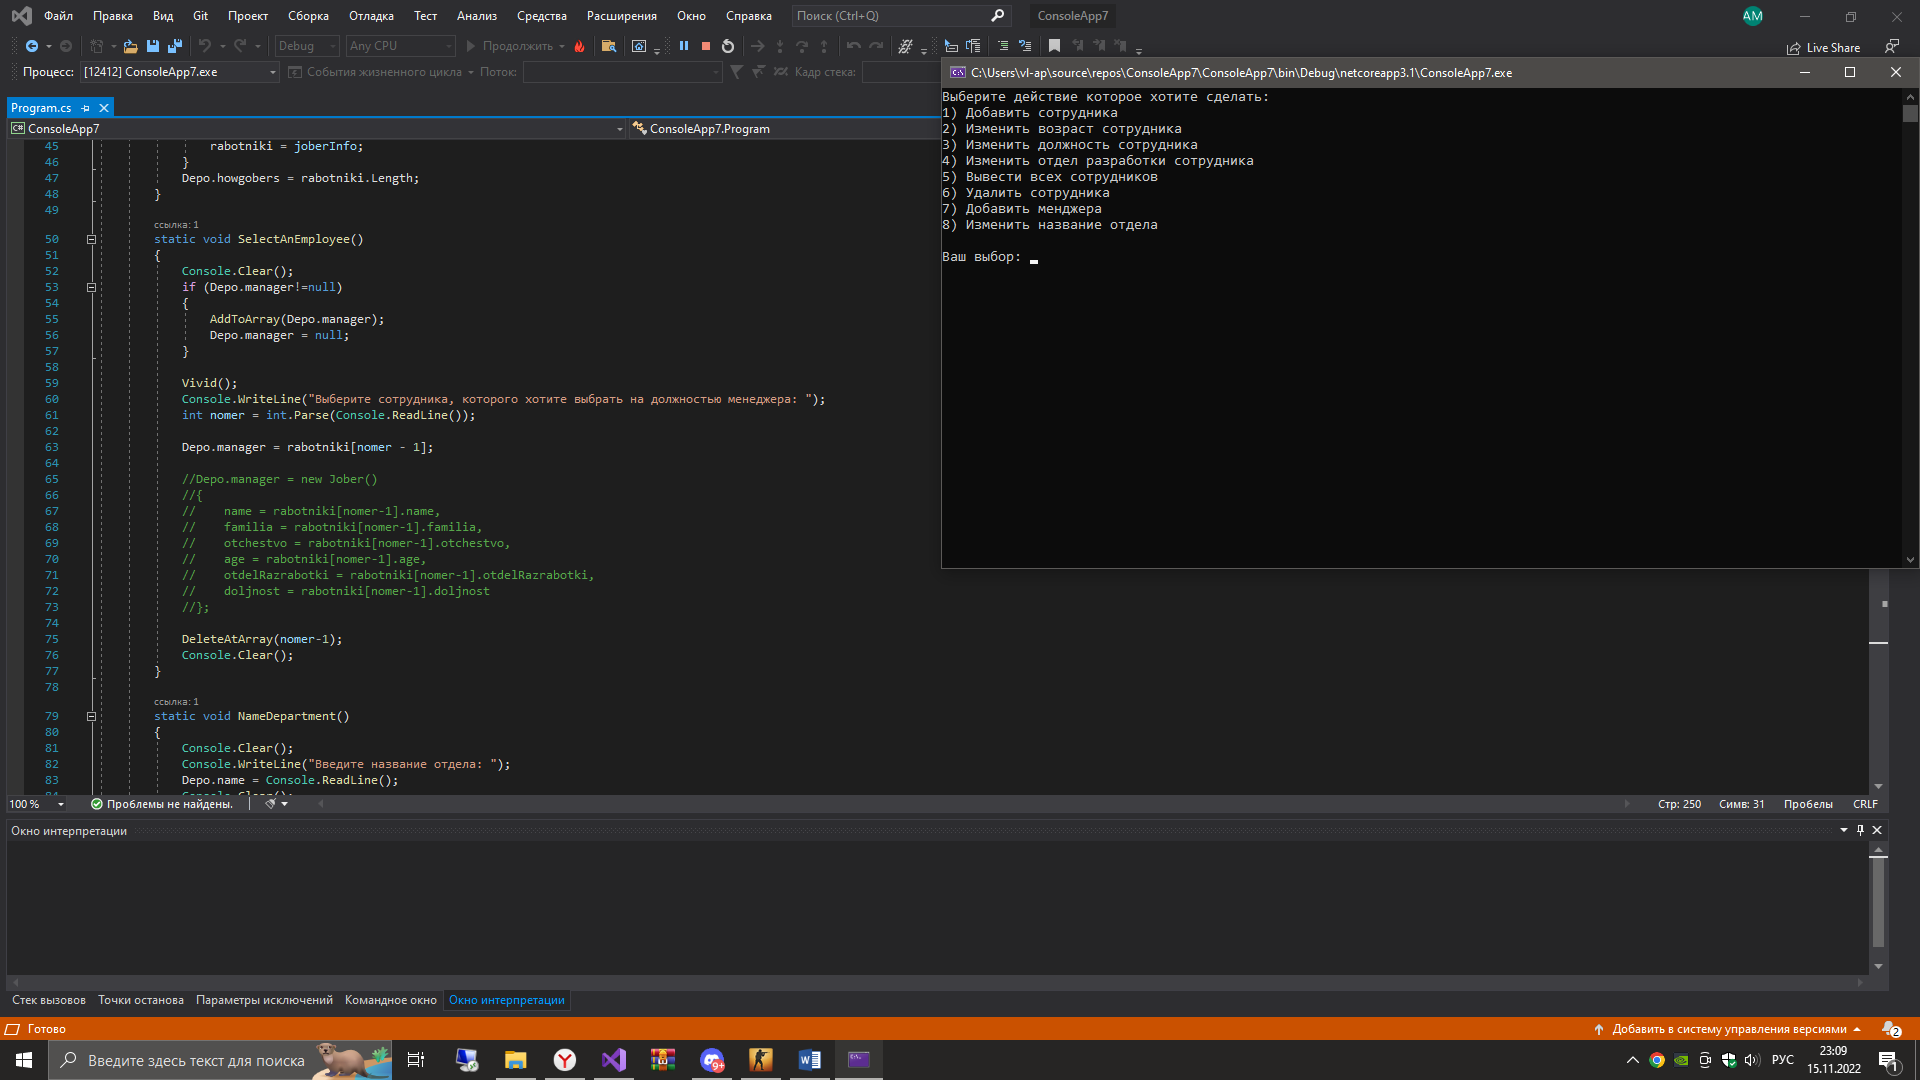 Файл Правка Вид Git Проект Сборка Отладка Тест Анализ Средства Расширения Окно Справка Поиск (Ctrl+Q) ConsoleApp7 AM
Debug Any CPU Продолжить Live Share
Процесс: [12412] ConsoleApp7.exe События жизненного цикла Поток: Кадр стека:
C:\Users\vl-ap\source\repos\ConsoleApp7\ConsoleApp7\bin\Debug\netcoreapp3.1\ConsoleApp7.exe
Выберите действие которое хотите сделать:
1) Добавить сотрудника
2) Изменить возраст сотрудника
3) Изменить должность сотрудника
4) Изменить отдел разработки сотрудника
5) Вывести всех сотрудников
6) Удалить сотрудника
7) Добавить менджера
8) Изменить название отдела
Ваш выбор:
Program.cs
C# ConsoleApp7 ConsoleApp7.Program
45 rabotniki = joberInfo;
46 }
47 Depo.howgobers = rabotniki.Length;
48 }
49
ссылка: 1
50 static void SelectAnEmployee()
51 {
52 Console.Clear();
53 if (Depo.manager!=null)
54 {
55 AddToArray(Depo.manager);
56 Depo.manager = null;
57 }
58
59 Vivid();
60 Console.WriteLine("Выберите сотрудника, которого хотите выбрать на должностью менеджера: ");
61 int nomer = int.Parse(Console.ReadLine());
62
63 Depo.manager = rabotniki[nomer - 1];
64
65 //Depo.manager = new Jober()
66 //{
67 // name = rabotniki[nomer-1].name,
68 // familia = rabotniki[nomer-1].familia,
69 // otchestvo = rabotniki[nomer-1].otchestvo,
70 // age = rabotniki[nomer-1].age,
71 // otdelRazrabotki = rabotniki[nomer-1].otdelRazrabotki,
72 // doljnost = rabotniki[nomer-1].doljnost
73 //};
74
75 DeleteAtArray(nomer-1);
76 Console.Clear();
77 }
78
ссылка: 1
79 static void NameDepartment()
80 {
81 Console.Clear();
82 Console.WriteLine("Введите название отдела: ");
83 Depo.name = Console.ReadLine();
84 Console.Clear();
100 % Проблемы не найдены. Стр: 250 Симв: 31 Пробелы CRLF
Окно интерпретации
Стек вызовов Точки останова Параметры исключений Командное окно Окно интерпретации
Готово Добавить в систему управления версиями 2
Введите здесь текст для поиска 9+ РУС 23:09
15.11.2022 1